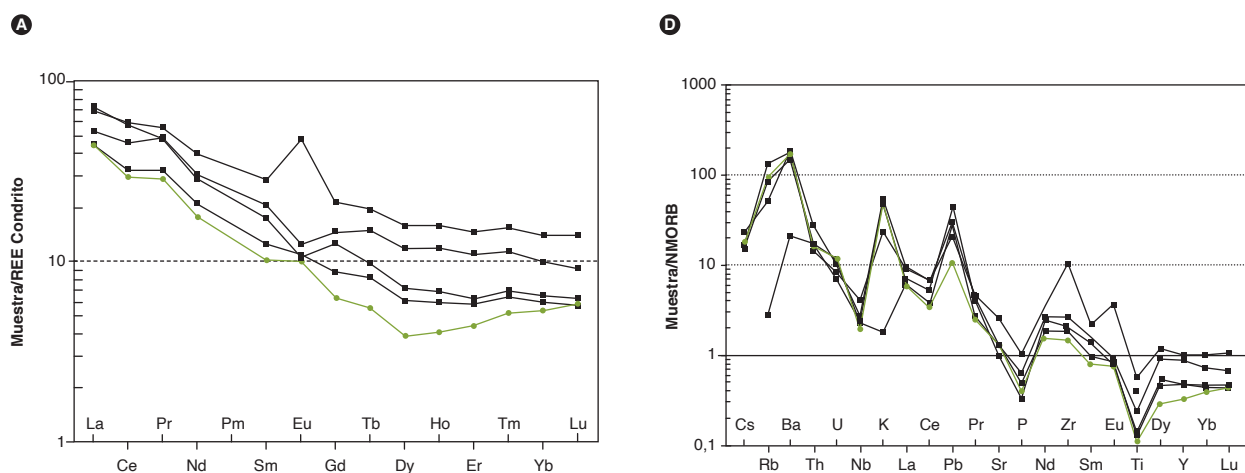 A
Muestra/REE Condrito
100
10
1
La Pr Pm Eu Tb Ho Tm Lu
Ce Nd Sm Gd Dy Er Yb
D
Muestra/NMORB
1000
100
10
1
0,1
Cs Ba U K Ce Pr P Zr Eu Dy Yb
Rb Th Nb La Pb Sr Nd Sm Ti Y Lu